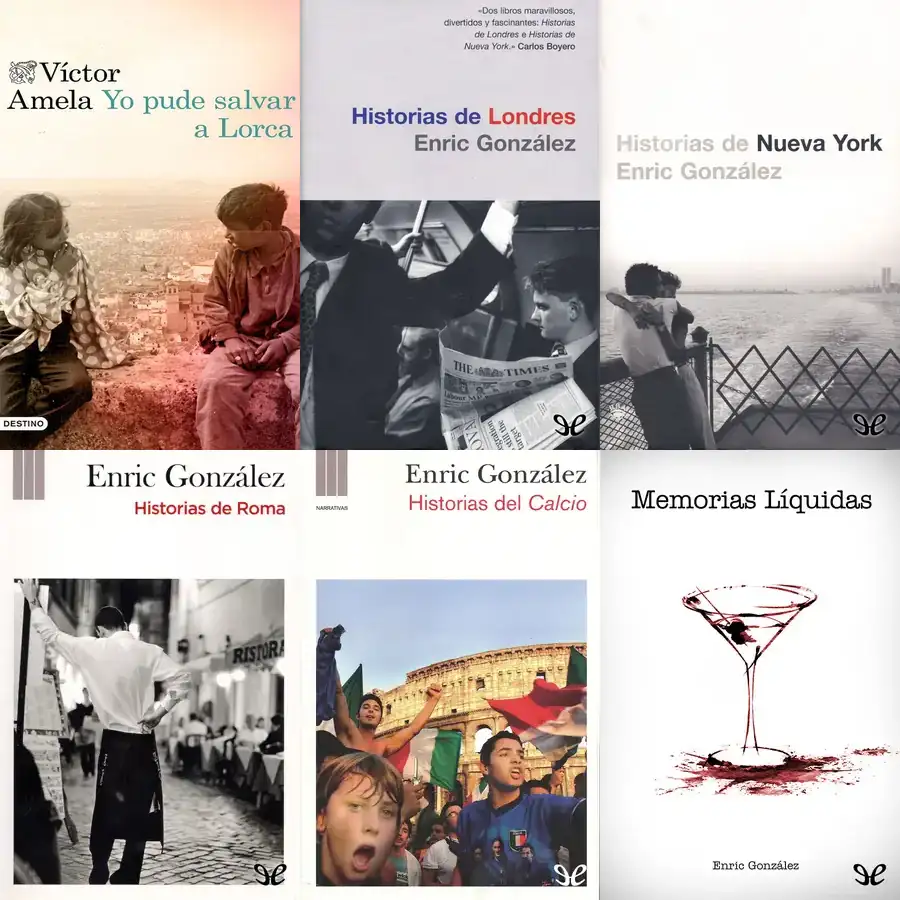 Víctor
Amela Yo pude salvar
a Lorca
DESTINO
«Dos libros maravillosos,
divertidos y fascinantes: Historias
de Londres e Historias de
Nueva York.» Carlos Boyero
Historias de Londres
Enric González
THE TIMES
Historias de Nueva York
Enric González
Enric González
Historias de Roma
RISTORA
NARRATIVAS
Enric González
Historias del Calcio
Memorias Líquidas
Enric González